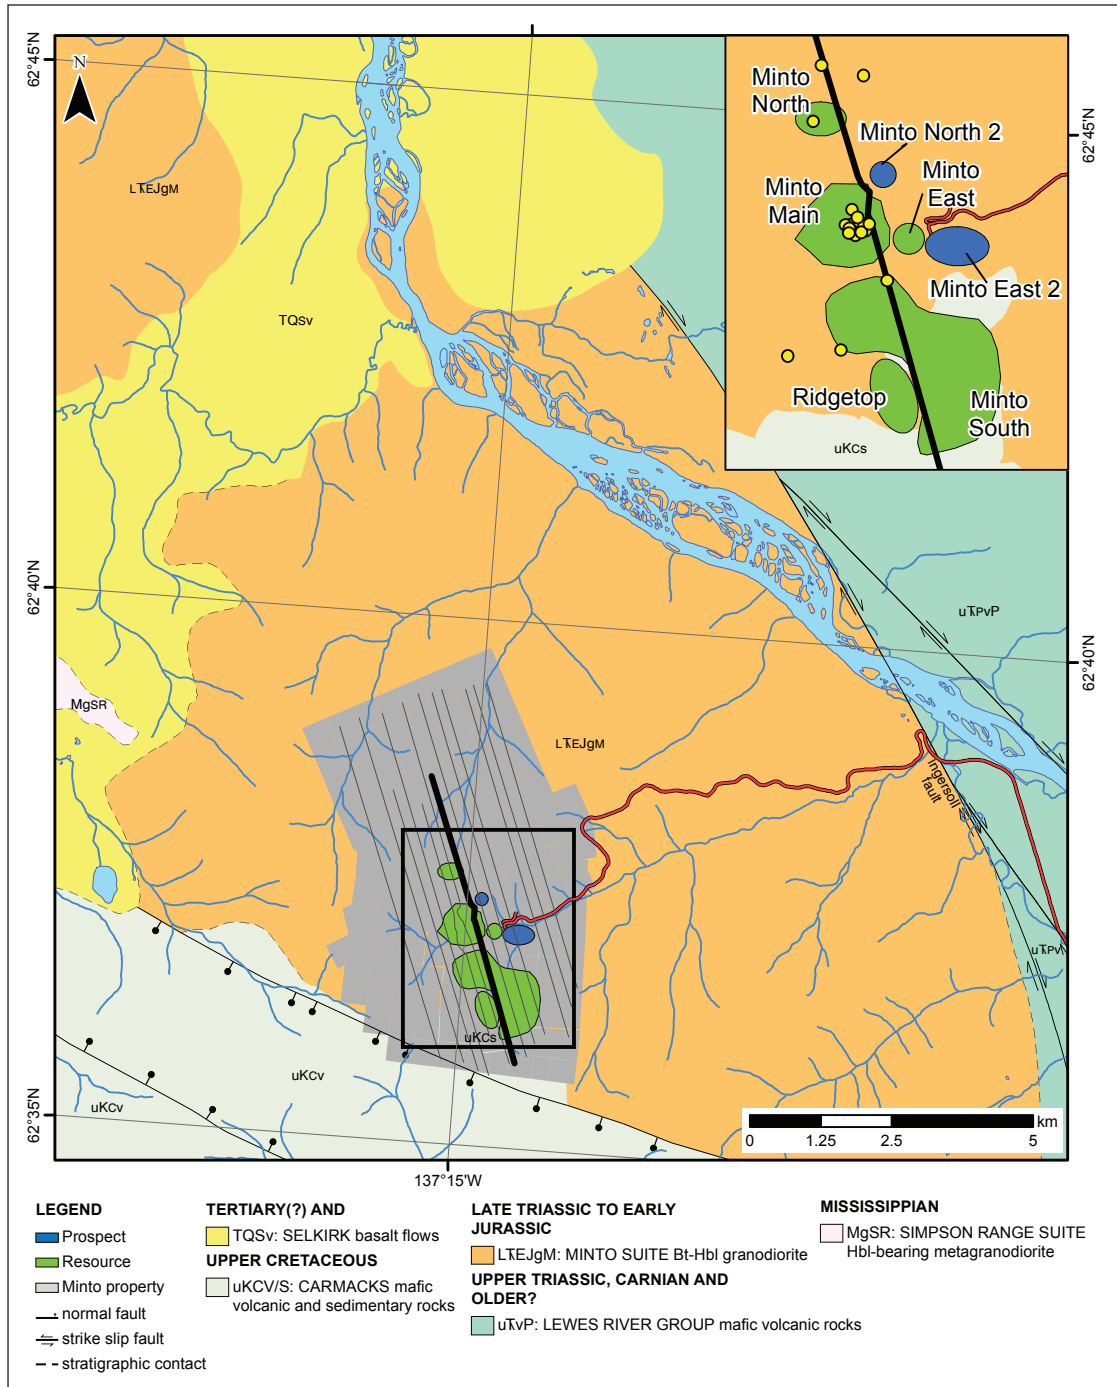 62°45'N
N
Minto
North
Minto North 2
62°45'N
Minto
East
Minto
Main
LTEJgM
Minto East 2
TQSv
Ridgetop
Minto
South
uKCs
62°40'N
uTPvP
62°40'N
MgSR
LTEJgM
Ingersoll
fault
uTPv
uKCs
uKCv
uKCv
62°35'N
km
0 1.25 2.5 5
137°15'W
LEGEND
Prospect
Resource
Minto property
normal fault
strike slip fault
stratigraphic contact
TERTIARY(?) AND
TQSv: SELKIRK basalt flows
UPPER CRETACEOUS
uKCV/S: CARMACKS mafic
volcanic and sedimentary rocks
LATE TRIASSIC TO EARLY
JURASSIC
LTEJgM: MINTO SUITE Bt-Hbl granodiorite
UPPER TRIASSIC, CARNIAN AND
OLDER?
uTvP: LEWES RIVER GROUP mafic volcanic rocks
MISSISSIPPIAN
MgSR: SIMPSON RANGE SUITE
Hbl-bearing metagranodiorite